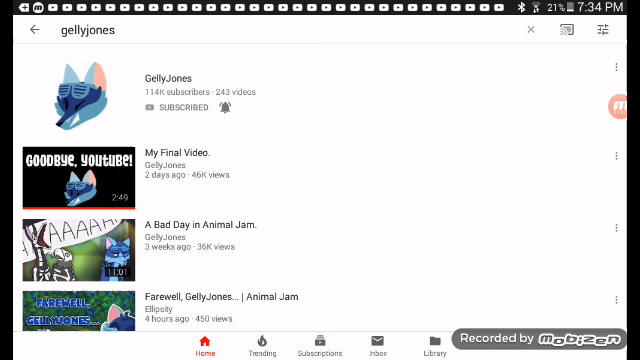 21% 7:34 PM
gellyjones
GellyJones
114K subscribers · 243 videos
SUBSCRIBED
GOODBYE, YOUTUBE!
2:49
My Final Video.
GellyJones
2 days ago · 46K views
AAAAAH
11:01
A Bad Day in Animal Jam.
GellyJones
3 weeks ago · 36K views
FAREWELL,
GELLYJONES...
Farewell, GellyJones... | Animal Jam
Ellipsity
4 hours ago · 450 views
Home Trending Subscriptions Inbox Library
Recorded by MOBIZEN